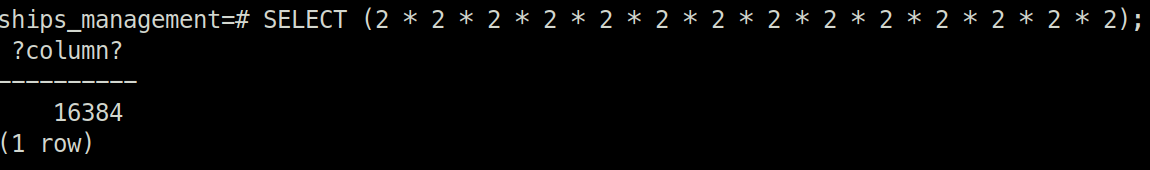 ships_management=# SELECT (2 * 2 * 2 * 2 * 2 * 2 * 2 * 2 * 2 * 2 * 2 * 2 * 2 * 2);
?column?
----------
16384
(1 row)